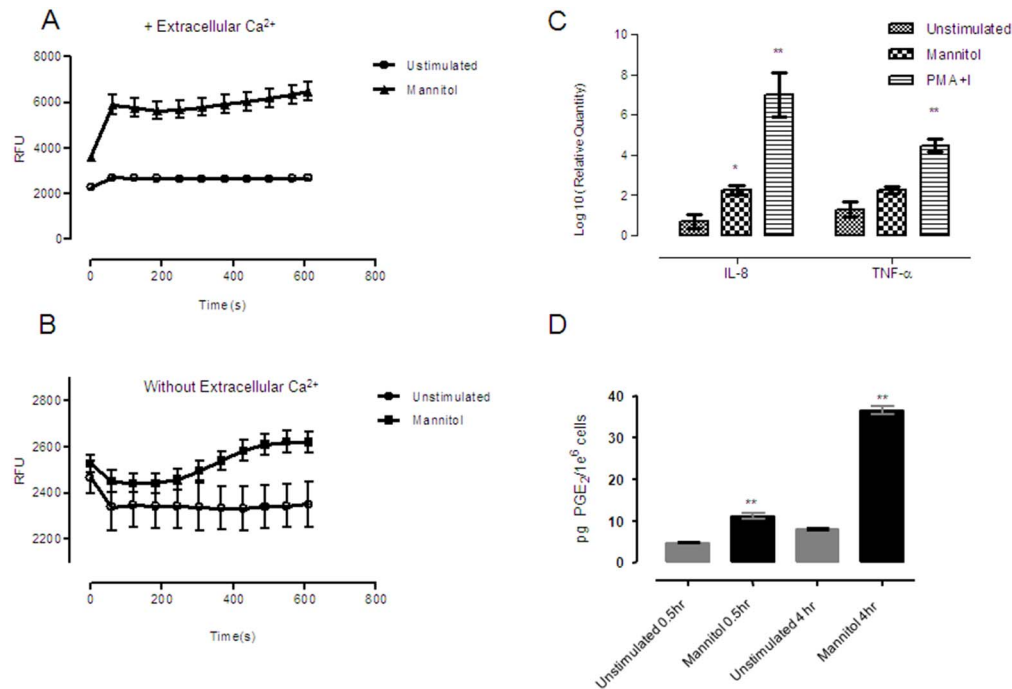 A
+ Extracellular Ca²⁺
8000
6000
4000
2000
0
RFU
Ustimulated
Mannitol
0 200 400 600 800
Time(s)
B
Without Extracellular Ca²⁺
2800
2600
2400
2200
RFU
Unstimulated
Mannitol
0 200 400 600 800
Time(s)
C
Unstimulated
Mannitol
PMA+I
10
8
6
4
2
0
Log10(Relative Quantity)
* ** **
IL-8 TNF-α
D
40
30
20
10
0
pg PGE₂/1e⁶ cells
** **
Unstimulated 0.5hr
Mannitol 0.5hr
Unstimulated 4 hr
Mannitol 4hr